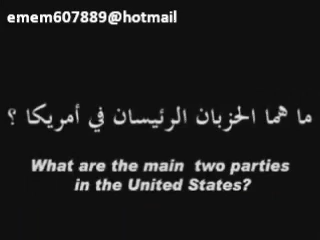 emem607889@hotmail
ما هما الحزبان الرئيسان في أمريكا ؟
What are the main two parties
in the United States?